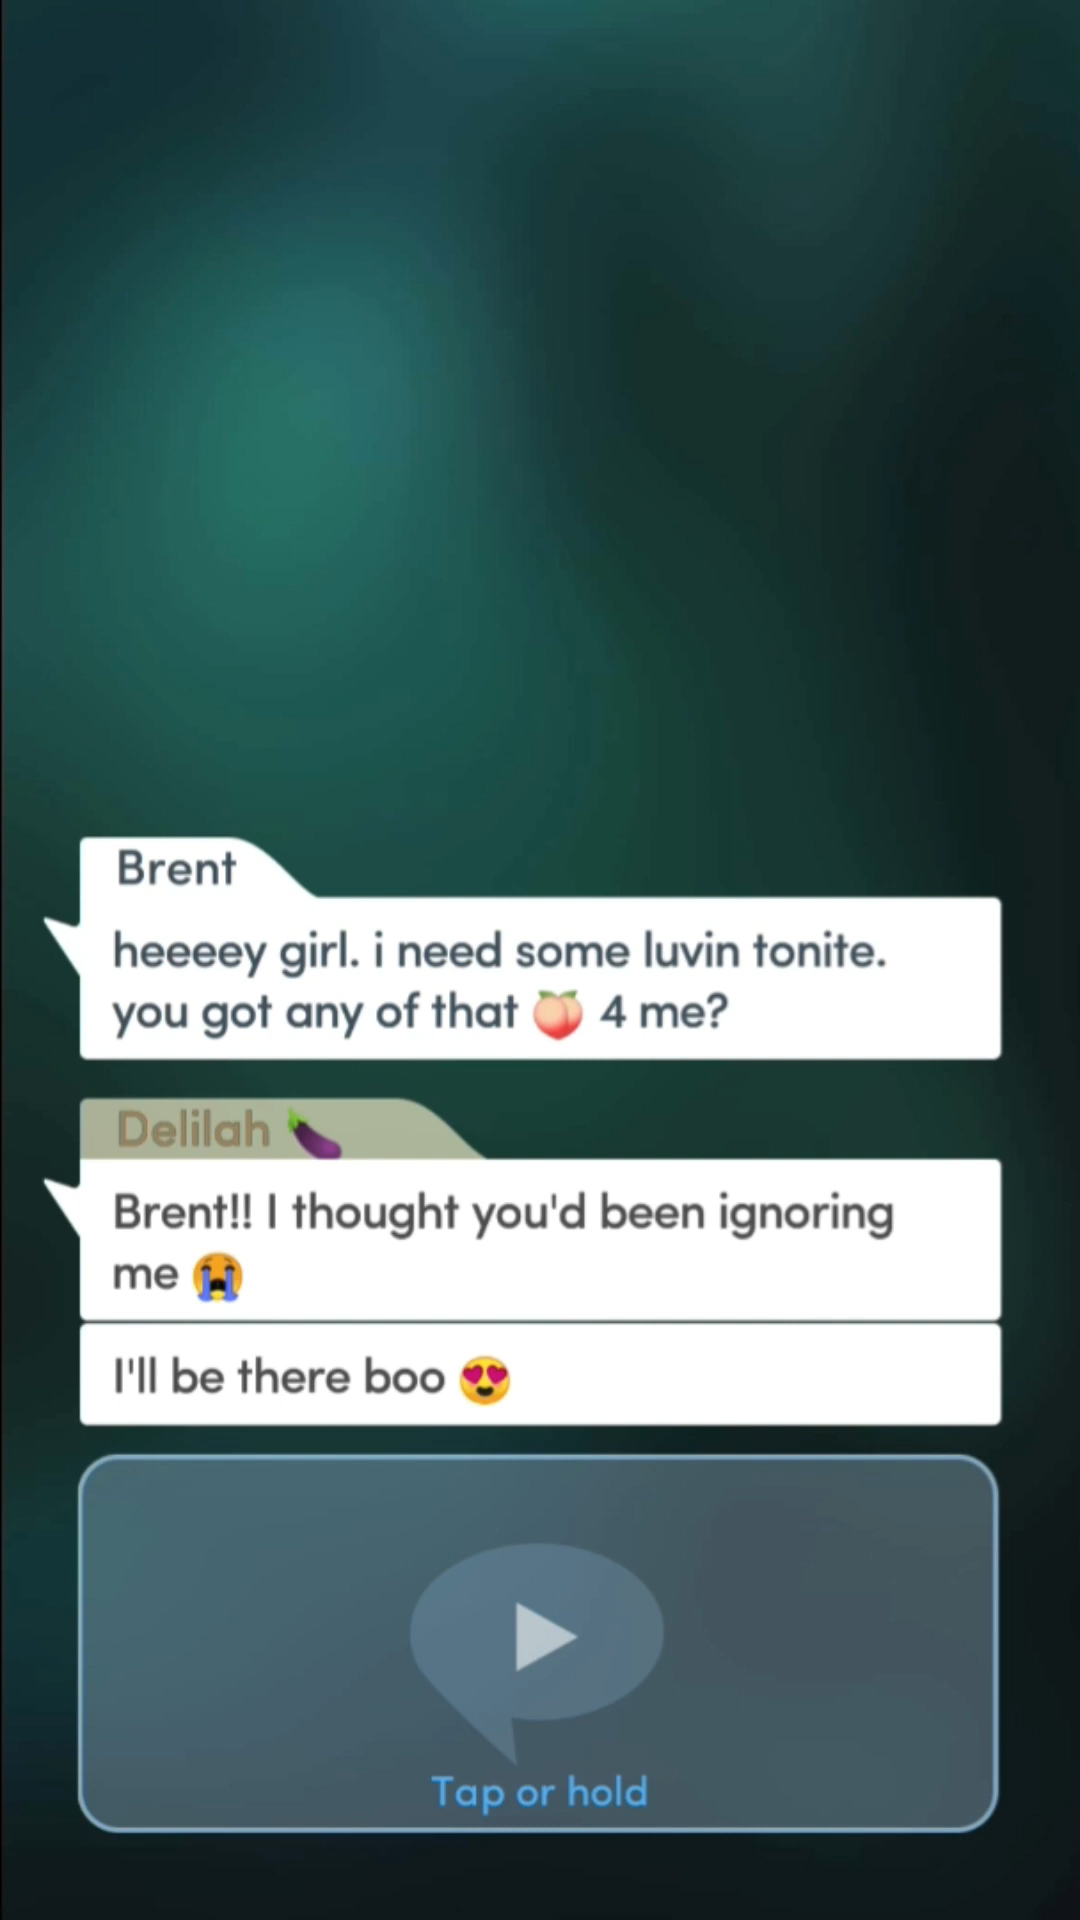 Brent
heeeey girl. i need some luvin tonite.
you got any of that 🍑 4 me?
Delilah 🍆
Brent!! I thought you'd been ignoring
me 😭
I'll be there boo 😍
Tap or hold